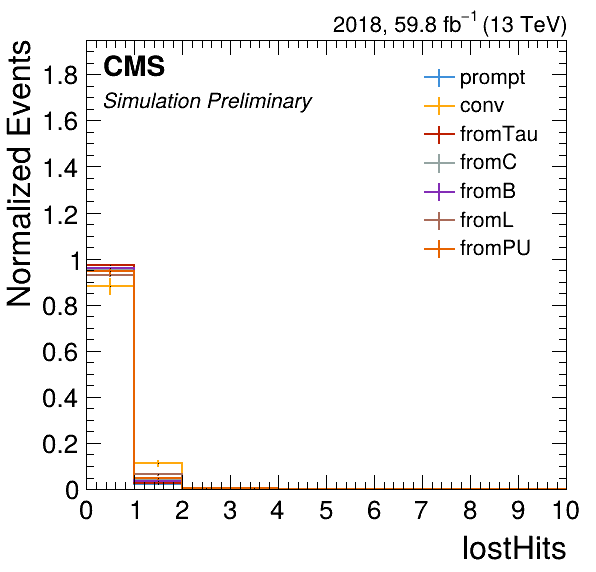 2018, 59.8 fb⁻¹ (13 TeV)
CMS
Simulation Preliminary
prompt
conv
fromTau
fromC
fromB
fromL
fromPU
Normalized Events
1.8
1.6
1.4
1.2
1
0.8
0.6
0.4
0.2
0
0 1 2 3 4 5 6 7 8 9 10
lostHits